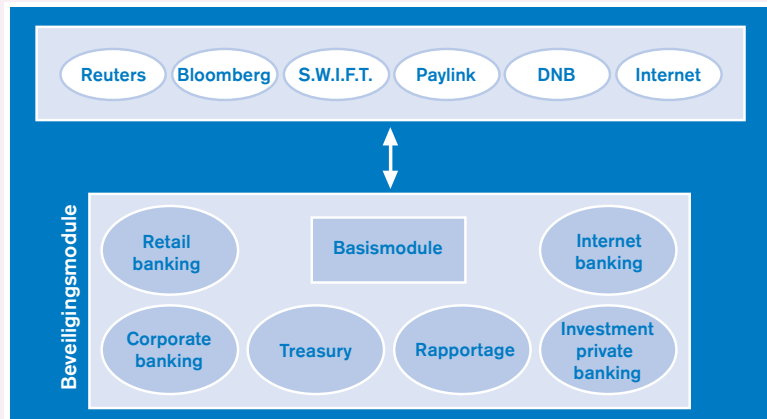 Reuters Bloomberg S.W.I.F.T. Paylink DNB Internet
Beveiligingsmodule
Retail
banking
Basismodule
Internet
banking
Corporate
banking
Treasury
Rapportage
Investment
private
banking